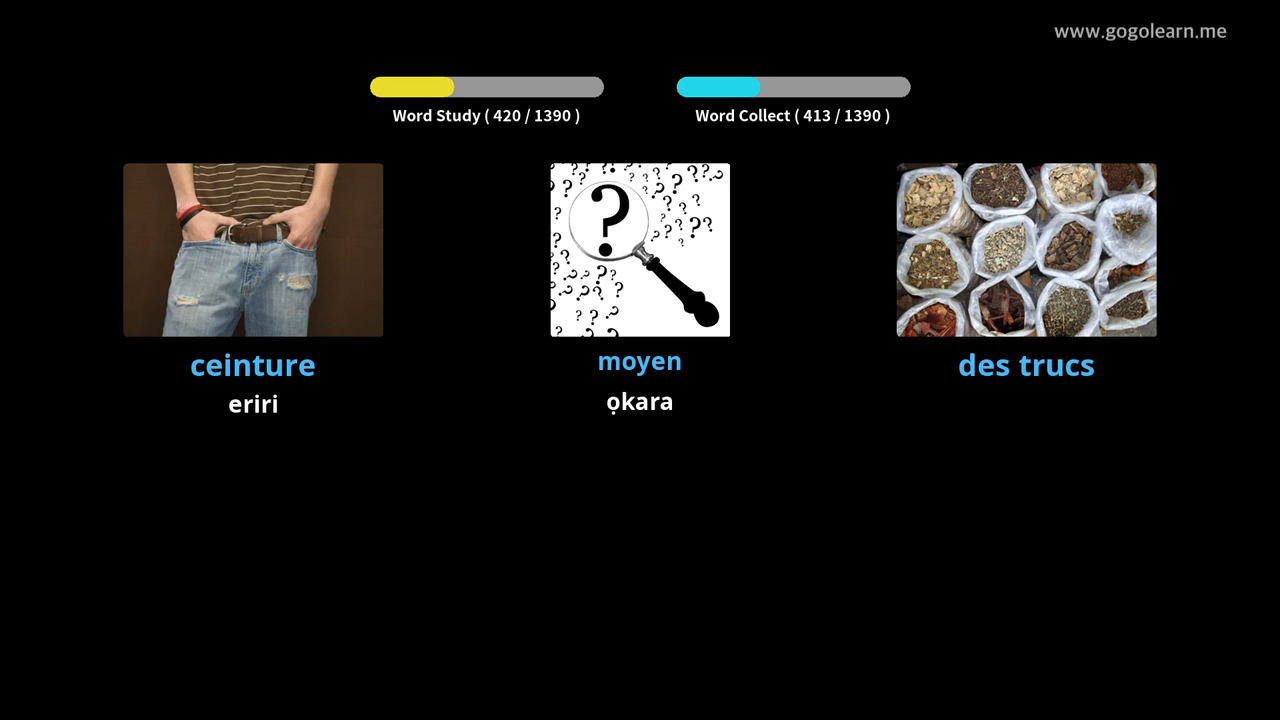 www.gogolearn.me
Word Study ( 420 / 1390 )
Word Collect ( 413 / 1390 )
ceinture
eriri
moyen
ọkara
des trucs